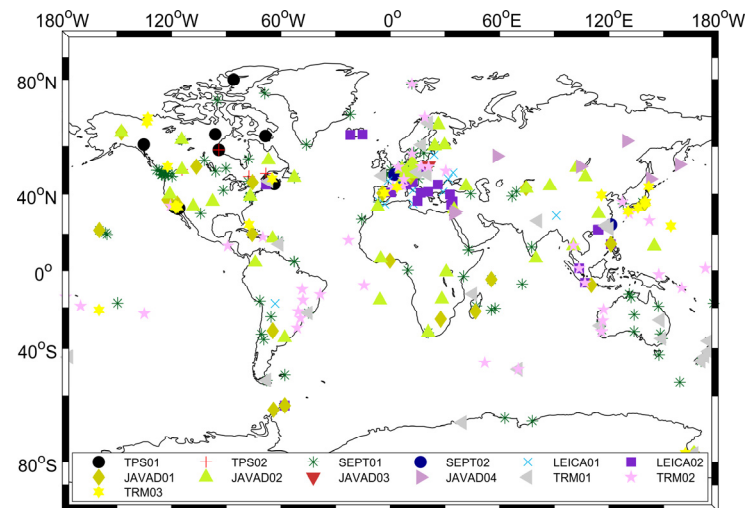 180°W 120°W 60°W 0° 60°E 120°E 180°W
80°N
40°N
0°
40°S
80°S
TPS01 TPS02 SEPT01 SEPT02 LEICA01 LEICA02
JAVAD01 JAVAD02 JAVAD03 JAVAD04 TRM01 TRM02
TRM03